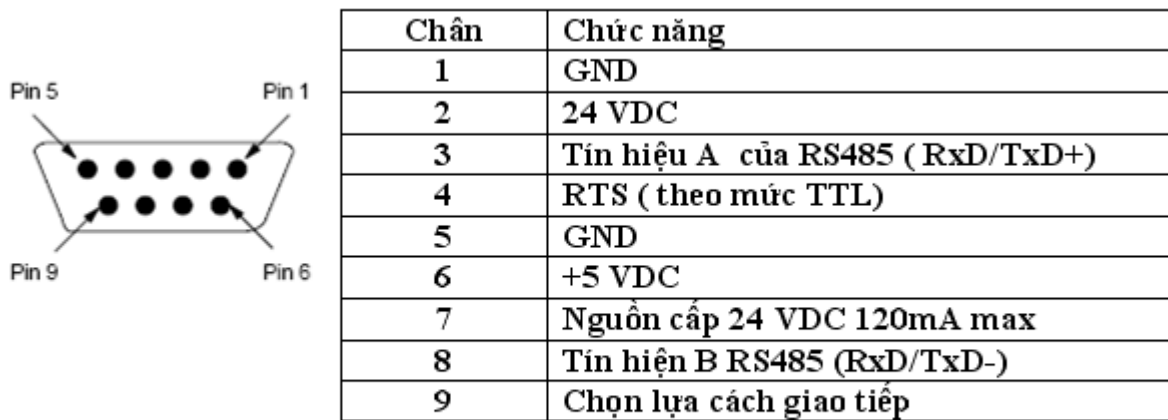 Pin 5
Pin 1
Pin 9
Pin 6
Chân Chức năng
1 GND
2 24 VDC
3 Tín hiệu A của RS485 ( RxD/TxD+)
4 RTS ( theo mức TTL)
5 GND
6 +5 VDC
7 Nguồn cấp 24 VDC 120mA max
8 Tín hiện B RS485 (RxD/TxD-)
9 Chọn lựa cách giao tiếp